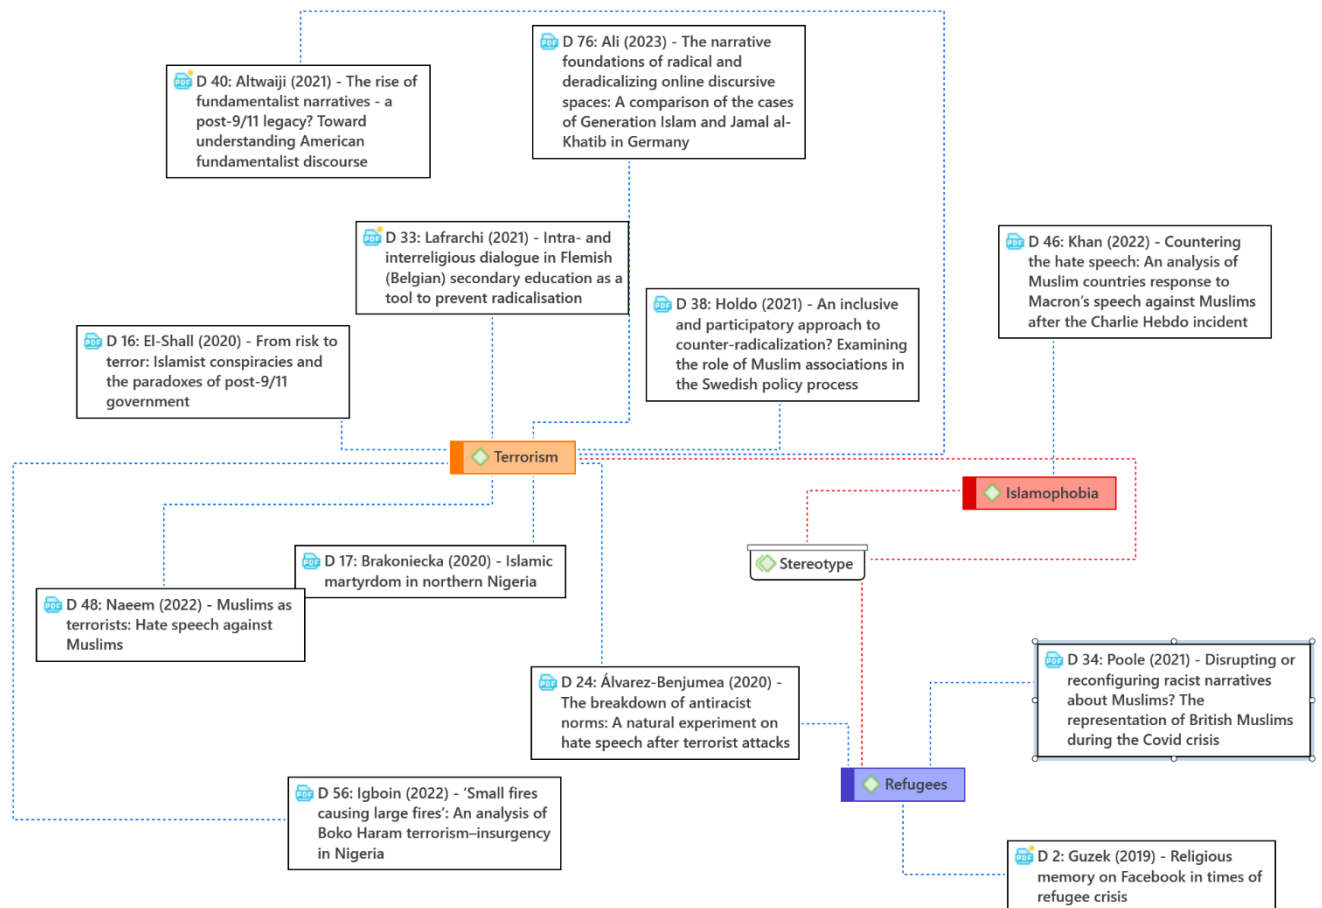 D 40: Altwaiji (2021) - The rise of
fundamentalist narratives - a
post-9/11 legacy? Toward
understanding American
fundamentalist discourse
D 76: Ali (2023) - The narrative
foundations of radical and
deradicalizing online discursive
spaces: A comparison of the cases
of Generation Islam and Jamal al-
Khatib in Germany
D 33: Lafrarchi (2021) - Intra- and
interreligious dialogue in Flemish
(Belgian) secondary education as a
tool to prevent radicalisation
D 46: Khan (2022) - Countering
the hate speech: An analysis of
Muslim countries response to
Macron's speech against Muslims
after the Charlie Hebdo incident
D 38: Holdo (2021) - An inclusive
and participatory approach to
counter-radicalization? Examining
the role of Muslim associations in
the Swedish policy process
D 16: El-Shall (2020) - From risk to
terror: Islamist conspiracies and
the paradoxes of post-9/11
government
Terrorism
Islamophobia
Stereotype
D 17: Brakoniecka (2020) - Islamic
martyrdom in northern Nigeria
D 48: Naeem (2022) - Muslims as
terrorists: Hate speech against
Muslims
D 24: Álvarez-Benjumea (2020) -
The breakdown of antiracist
norms: A natural experiment on
hate speech after terrorist attacks
D 34: Poole (2021) - Disrupting or
reconfiguring racist narratives
about Muslims? The
representation of British Muslims
during the Covid crisis
Refugees
D 56: Igboin (2022) - 'Small fires
causing large fires': An analysis of
Boko Haram terrorism–insurgency
in Nigeria
D 2: Guzek (2019) - Religious
memory on Facebook in times of
refugee crisis